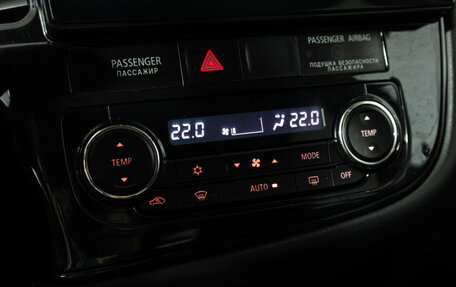 PASSENGER
ПАССАЖИР
PASSENGER AIRBAG
ПОДУШКА БЕЗОПАСНОСТИ
ПАССАЖИРА
22.0
22.0
TEMP
TEMP
MODE
AUTO
OFF